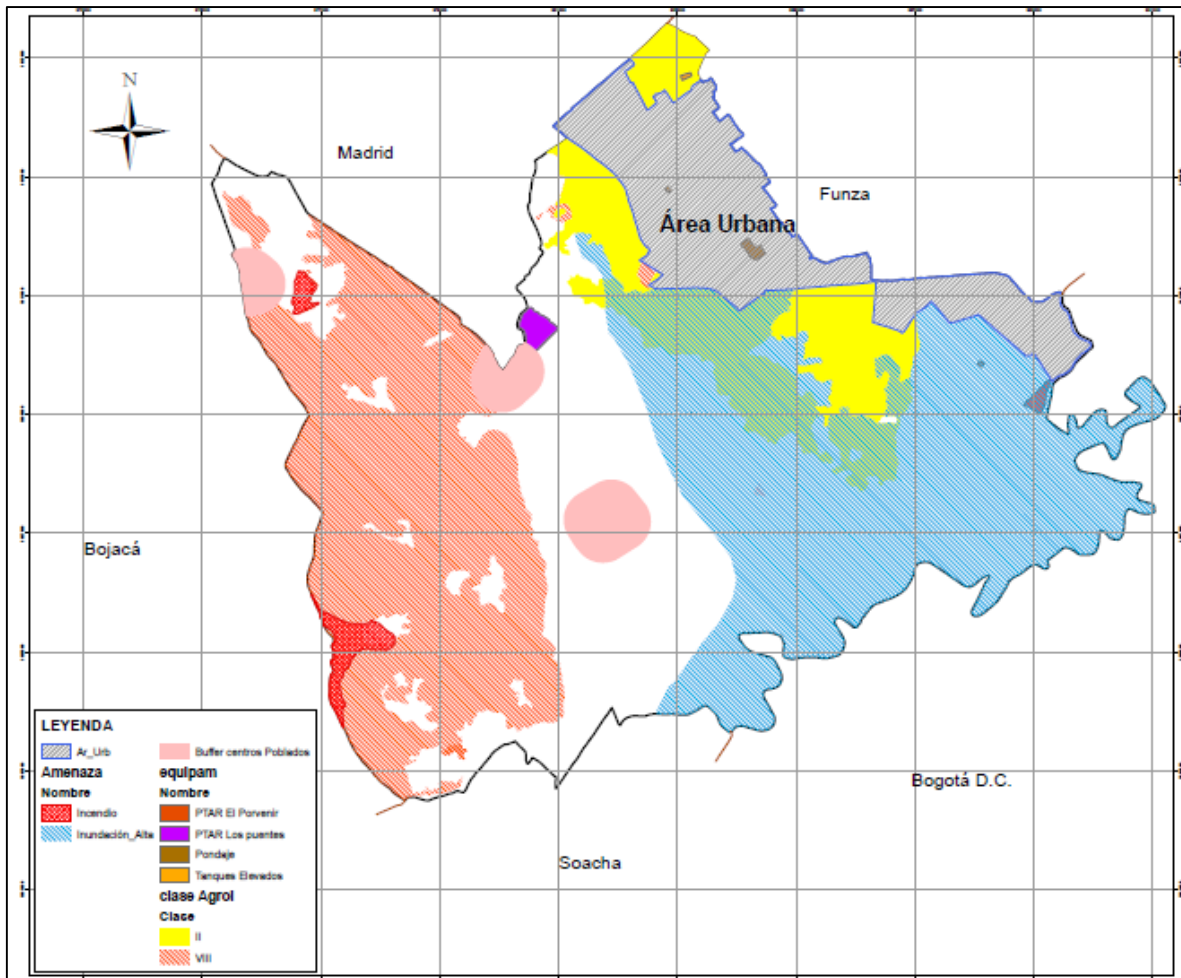 N
Madrid
Funza
Área Urbana
Bojacá
Bogotá D.C.
Soacha
LEYENDA
Ar_Urb
Amenaza
Nombre
Incendio
Inundación_Alta
Buffer centros Poblados
equipam
Nombre
PTAR El Porvenir
PTAR Los puentes
Pondaje
Tanques Elevados
clase Agrol
Clase
II
VIII